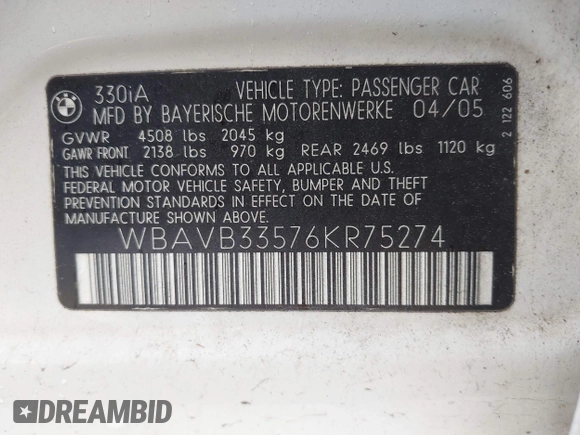 330iA VEHICLE TYPE: PASSENGER CAR
MFD BY BAYERISCHE MOTORENWERKE 04/05
GVWR 4508 lbs 2045 kg
GAWR FRONT 2138 lbs 970 kg REAR 2469 lbs 1120 kg
THIS VEHICLE CONFORMS TO ALL APPLICABLE U.S.
FEDERAL MOTOR VEHICLE SAFETY, BUMPER AND THEFT
PREVENTION STANDARDS IN EFFECT ON THE DATE OF
MANUFACTURE SHOWN ABOVE.
WBAVB33576KR75274
2 122 606
BMW
DREAMBID